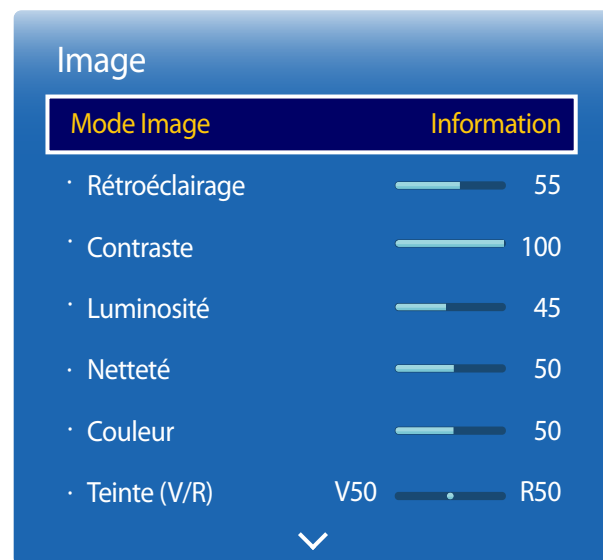 Image
Mode Image Information
· Rétroéclairage 55
· Contraste 100
· Luminosité 45
· Netteté 50
· Couleur 50
· Teinte (V/R) V50 R50